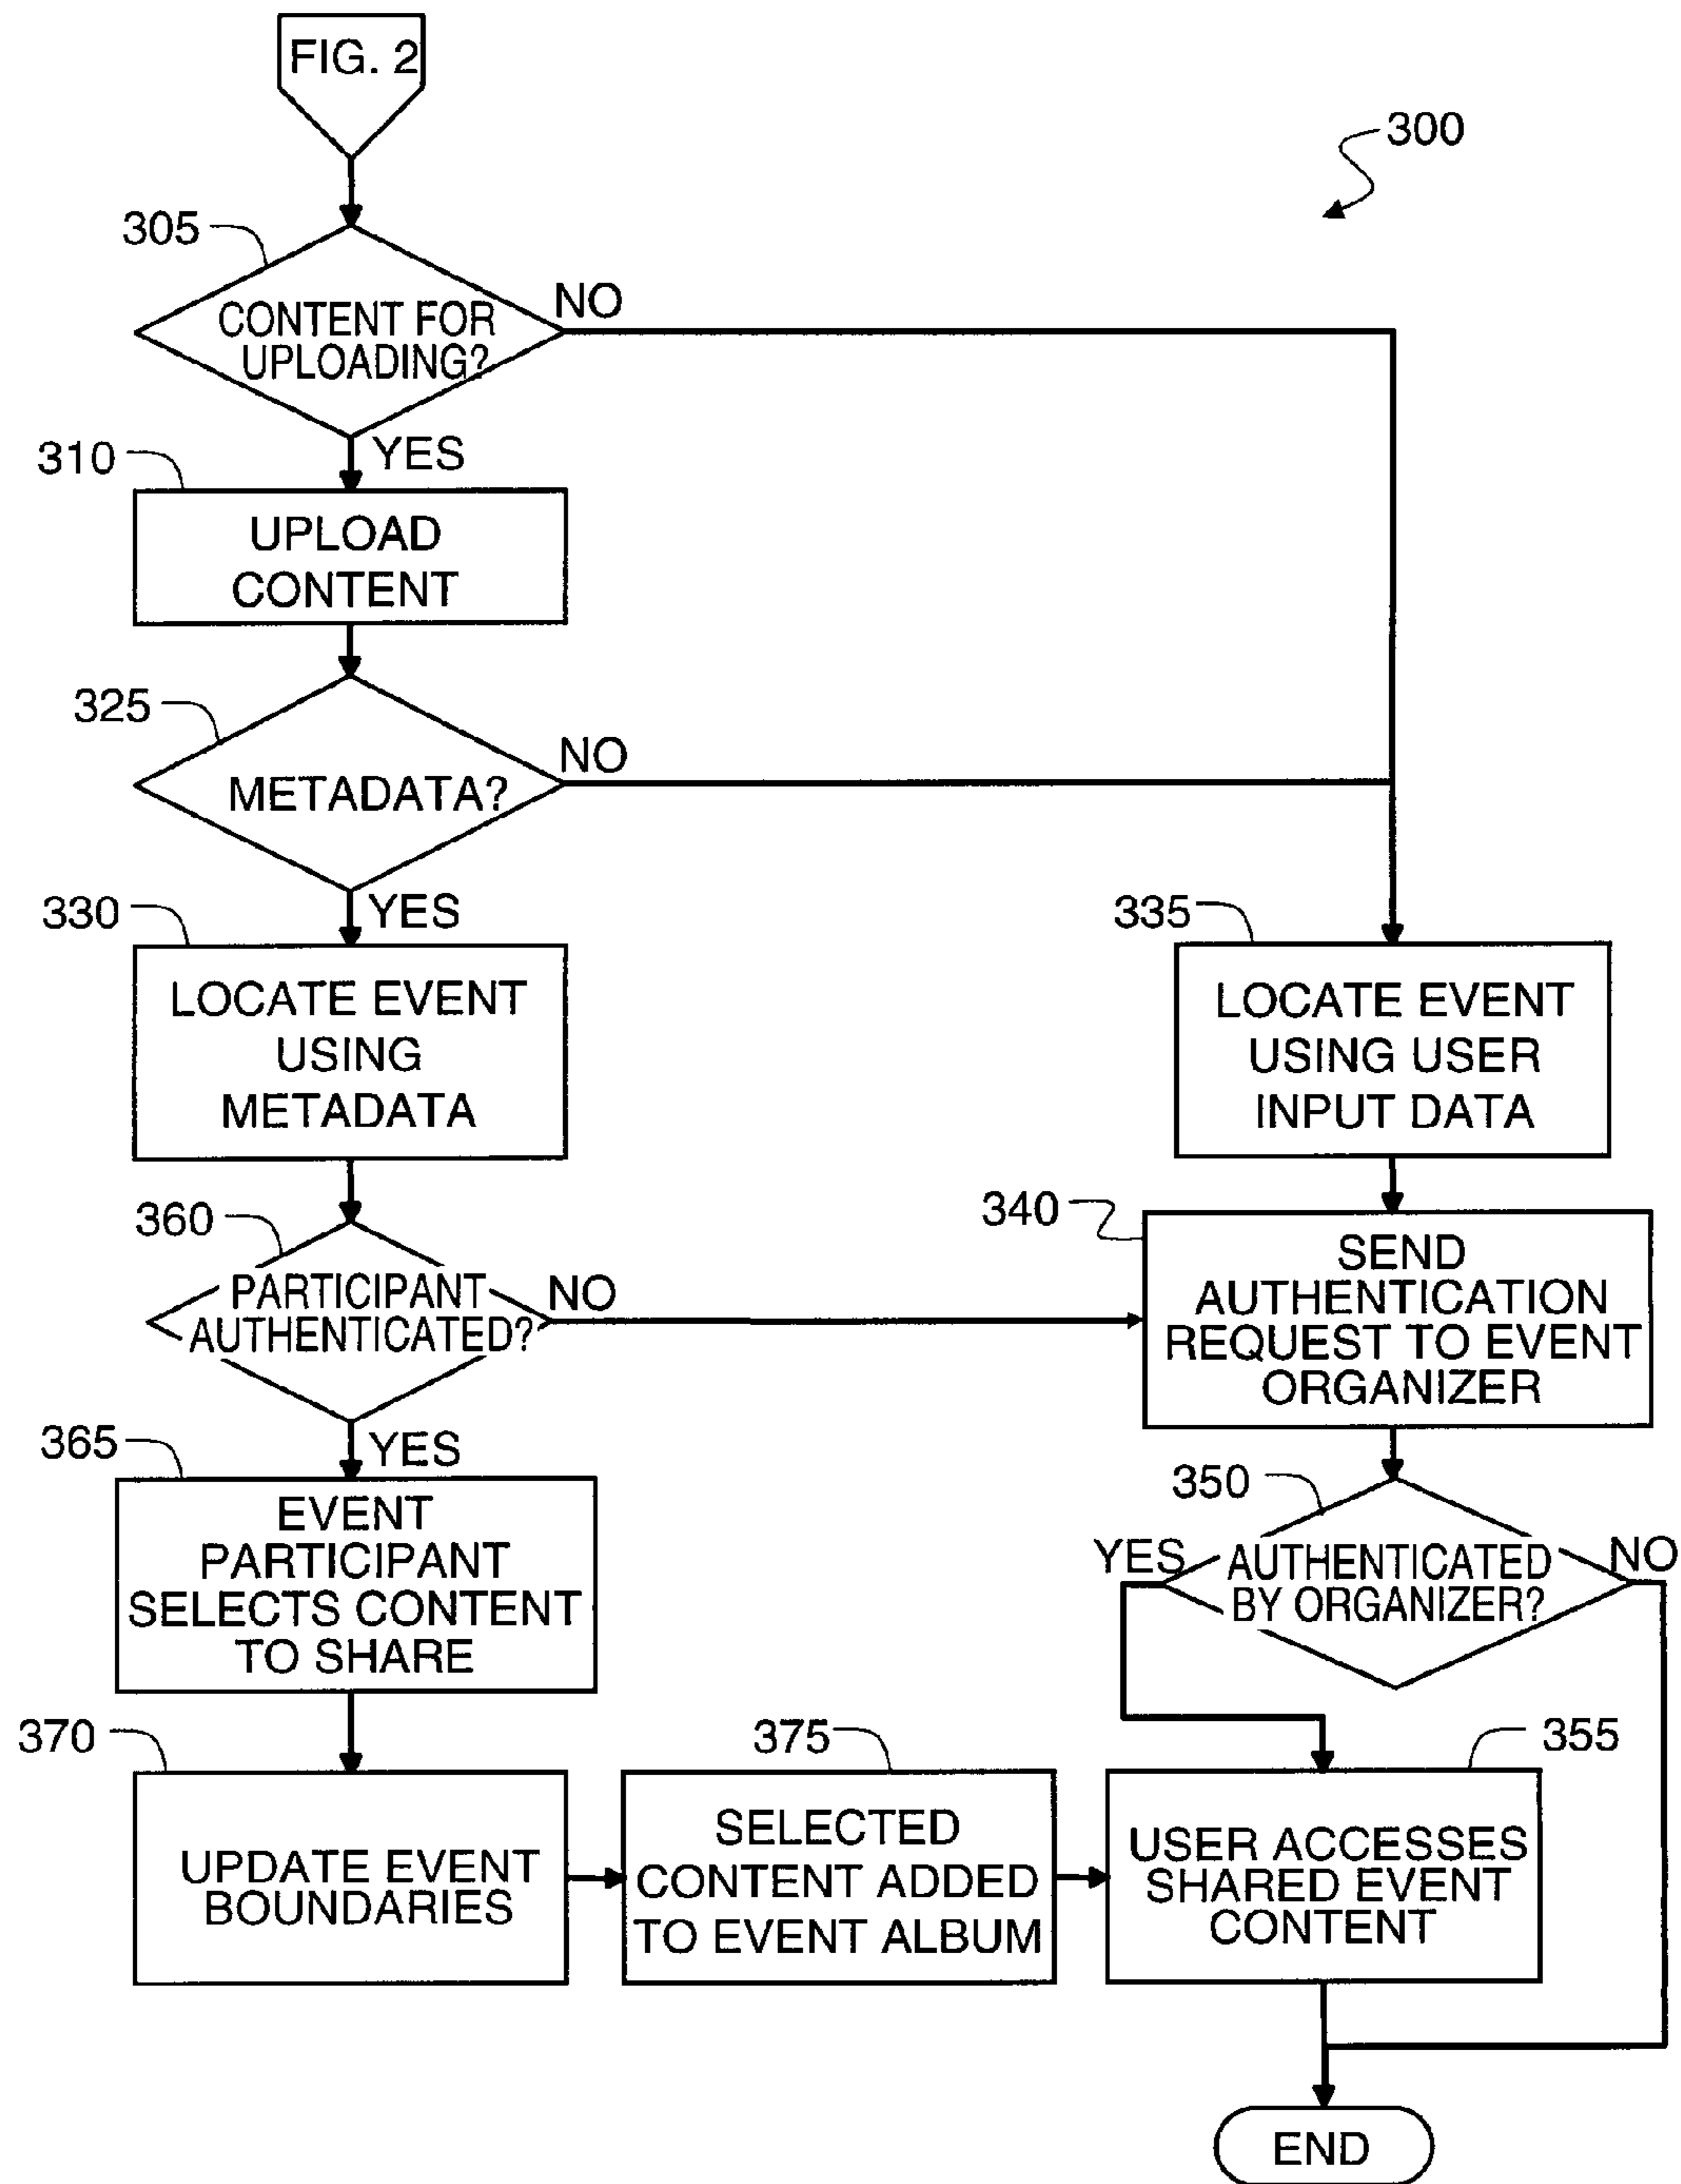 FIG. 2
300
305
CONTENT FOR
UPLOADING?
NO
YES
310
UPLOAD
CONTENT
325
METADATA?
NO
YES
330
LOCATE EVENT
USING
METADATA
335
LOCATE EVENT
USING USER
INPUT DATA
360
PARTICIPANT
AUTHENTICATED?
NO
YES
340
SEND
AUTHENTICATION
REQUEST TO EVENT
ORGANIZER
365
EVENT
PARTICIPANT
SELECTS CONTENT
TO SHARE
350
YES
AUTHENTICATED
BY ORGANIZER?
NO
370
UPDATE EVENT
BOUNDARIES
375
SELECTED
CONTENT ADDED
TO EVENT ALBUM
355
USER ACCESSES
SHARED EVENT
CONTENT
END